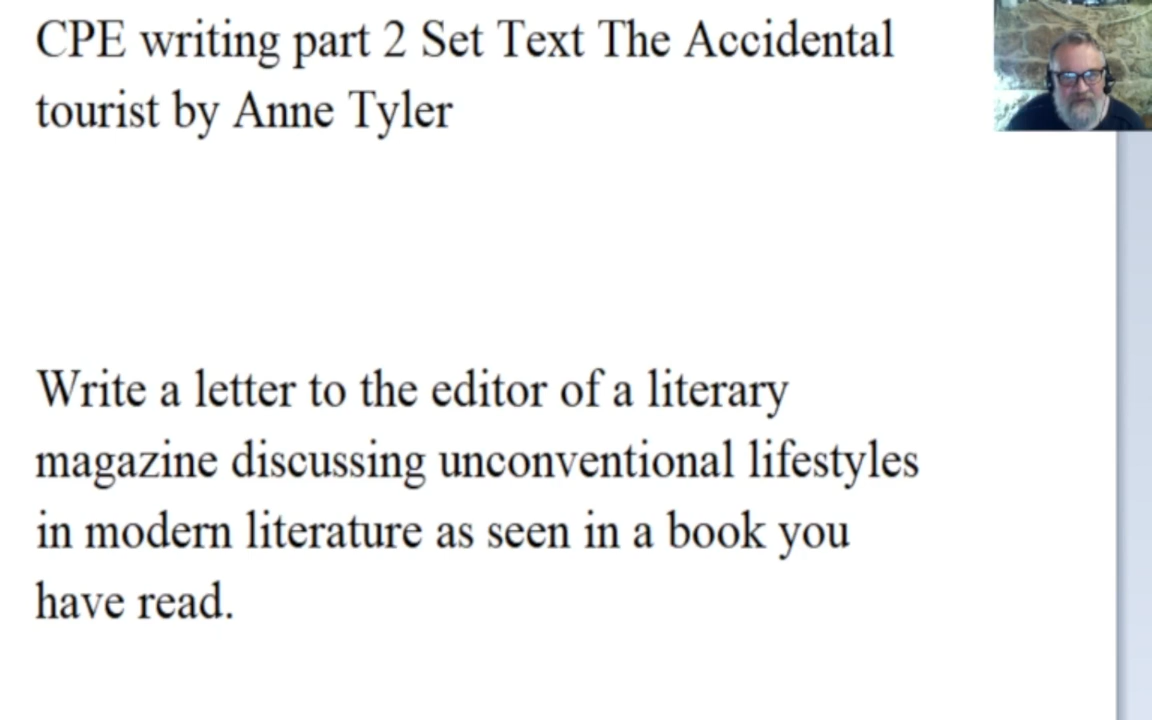 CPE writing part 2 Set Text The Accidental
tourist by Anne Tyler
Write a letter to the editor of a literary
magazine discussing unconventional lifestyles
in modern literature as seen in a book you
have read.